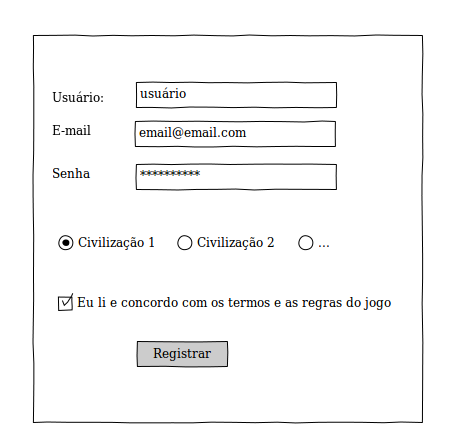 Usuário: usuário
E-mail email@email.com
Senha **********
Civilização 1 Civilização 2 ...
Eu li e concordo com os termos e as regras do jogo
Registrar